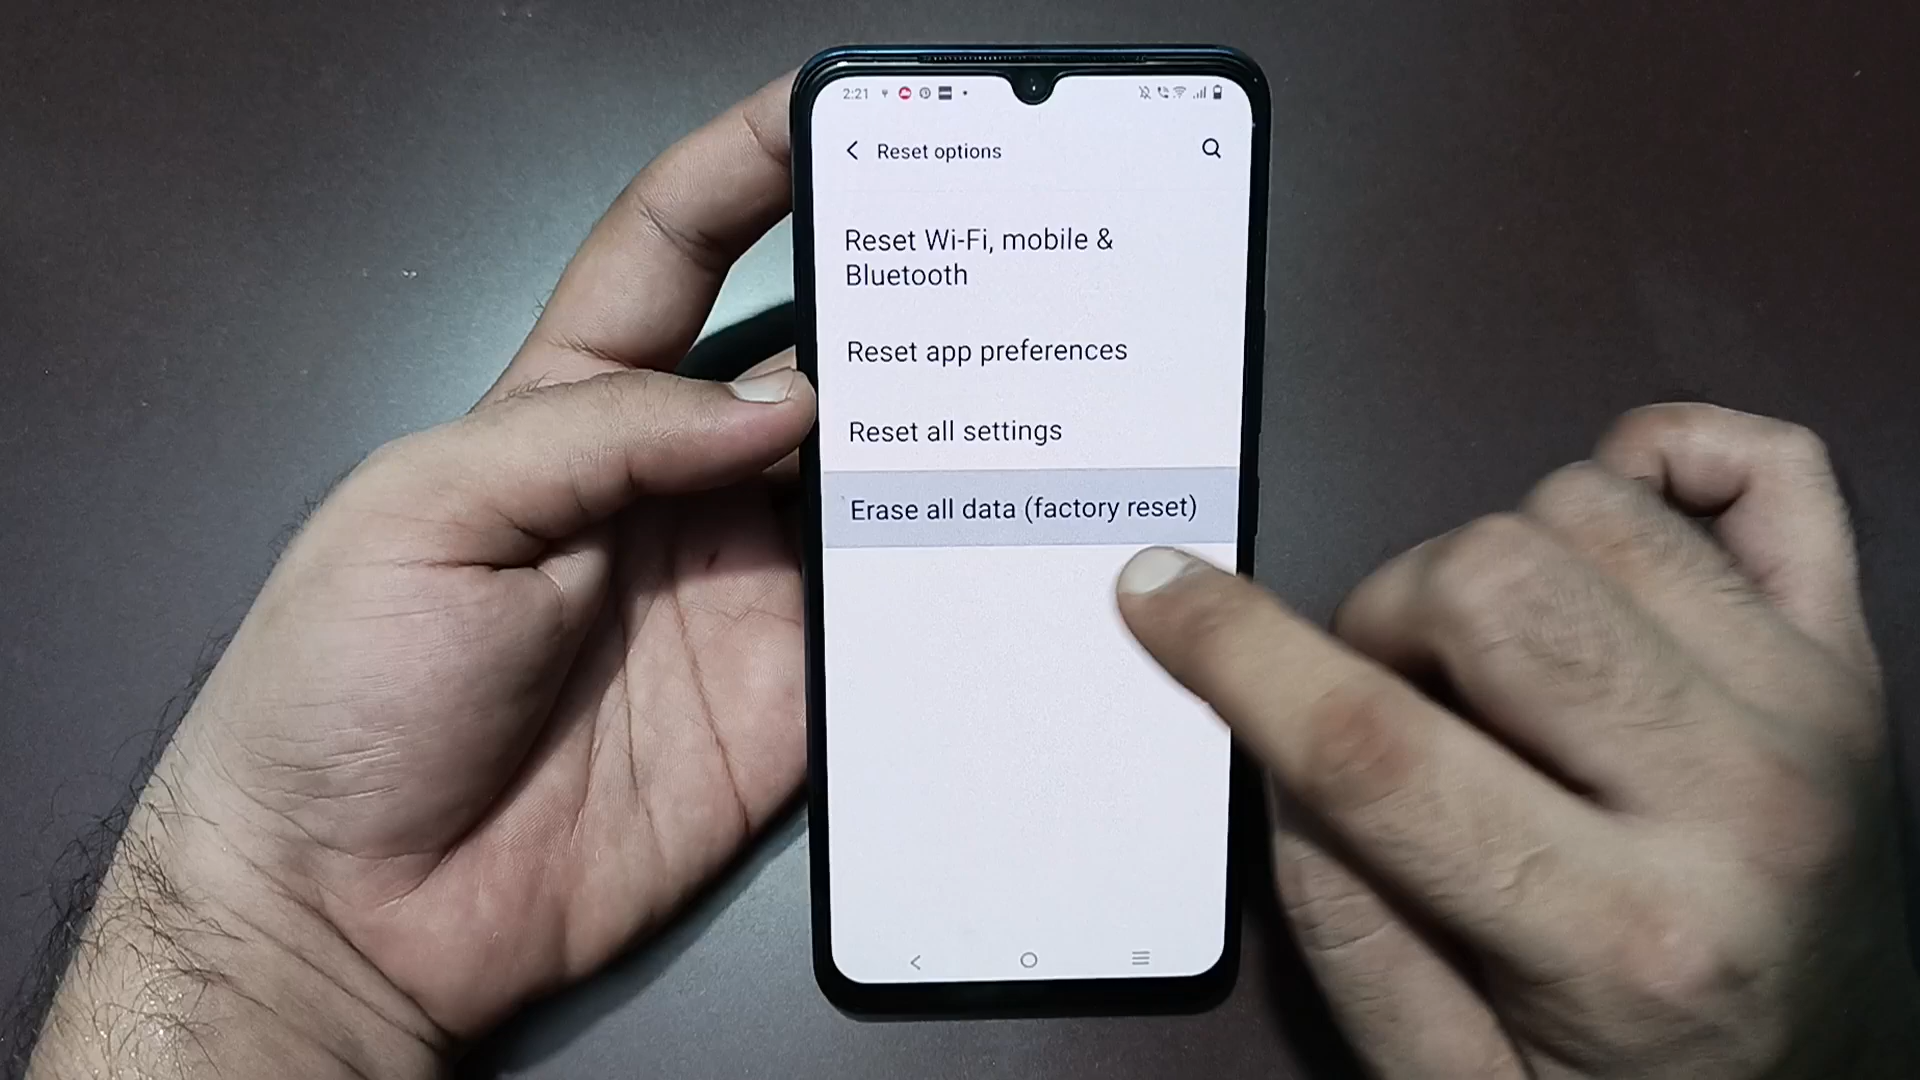 2:21
Reset options
Reset Wi-Fi, mobile &
Bluetooth
Reset app preferences
Reset all settings
Erase all data (factory reset)